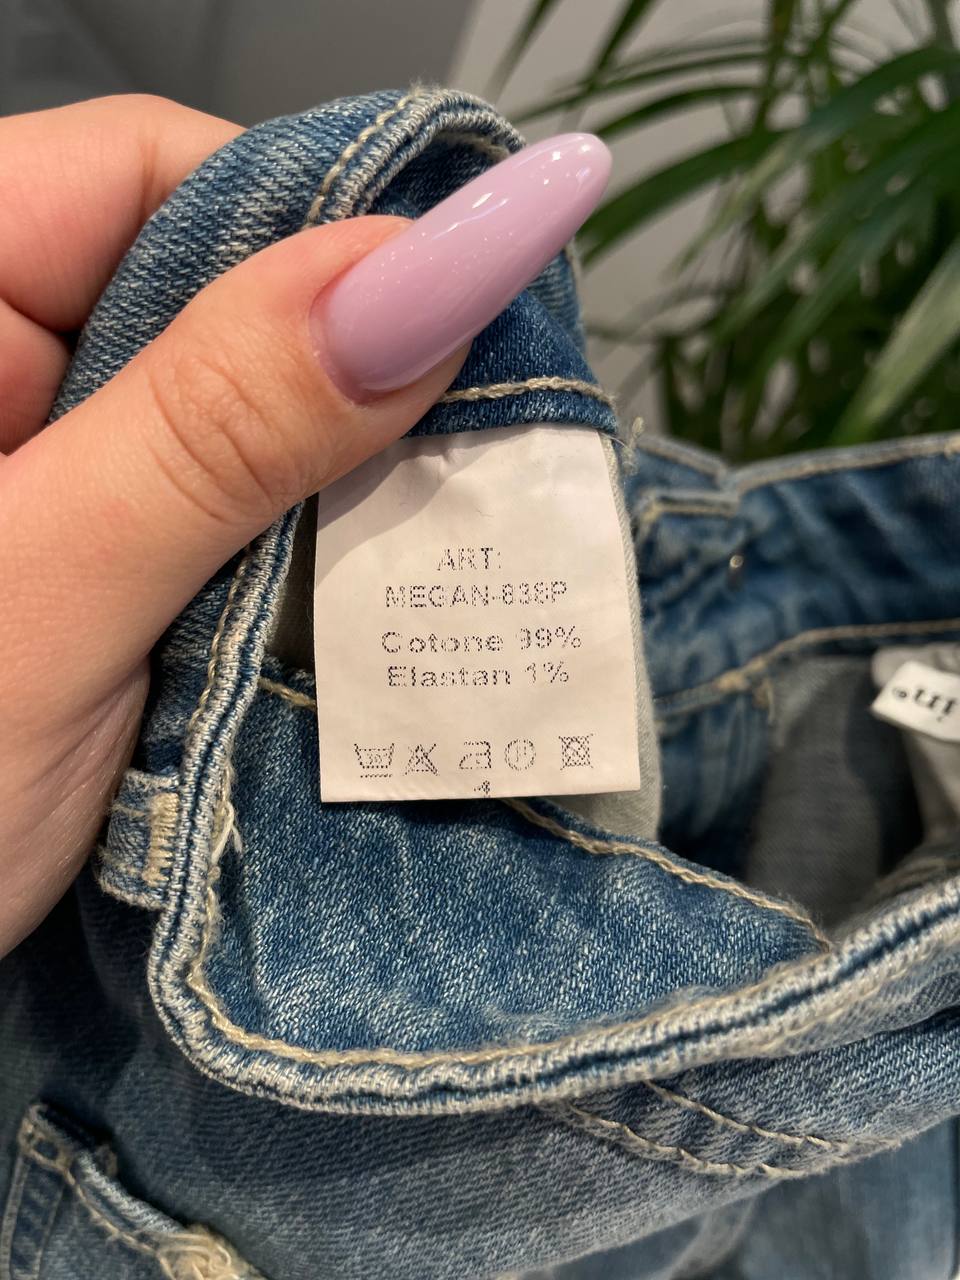 ART:
MEGAN-838P
Cotone 99%
Elastan 1%